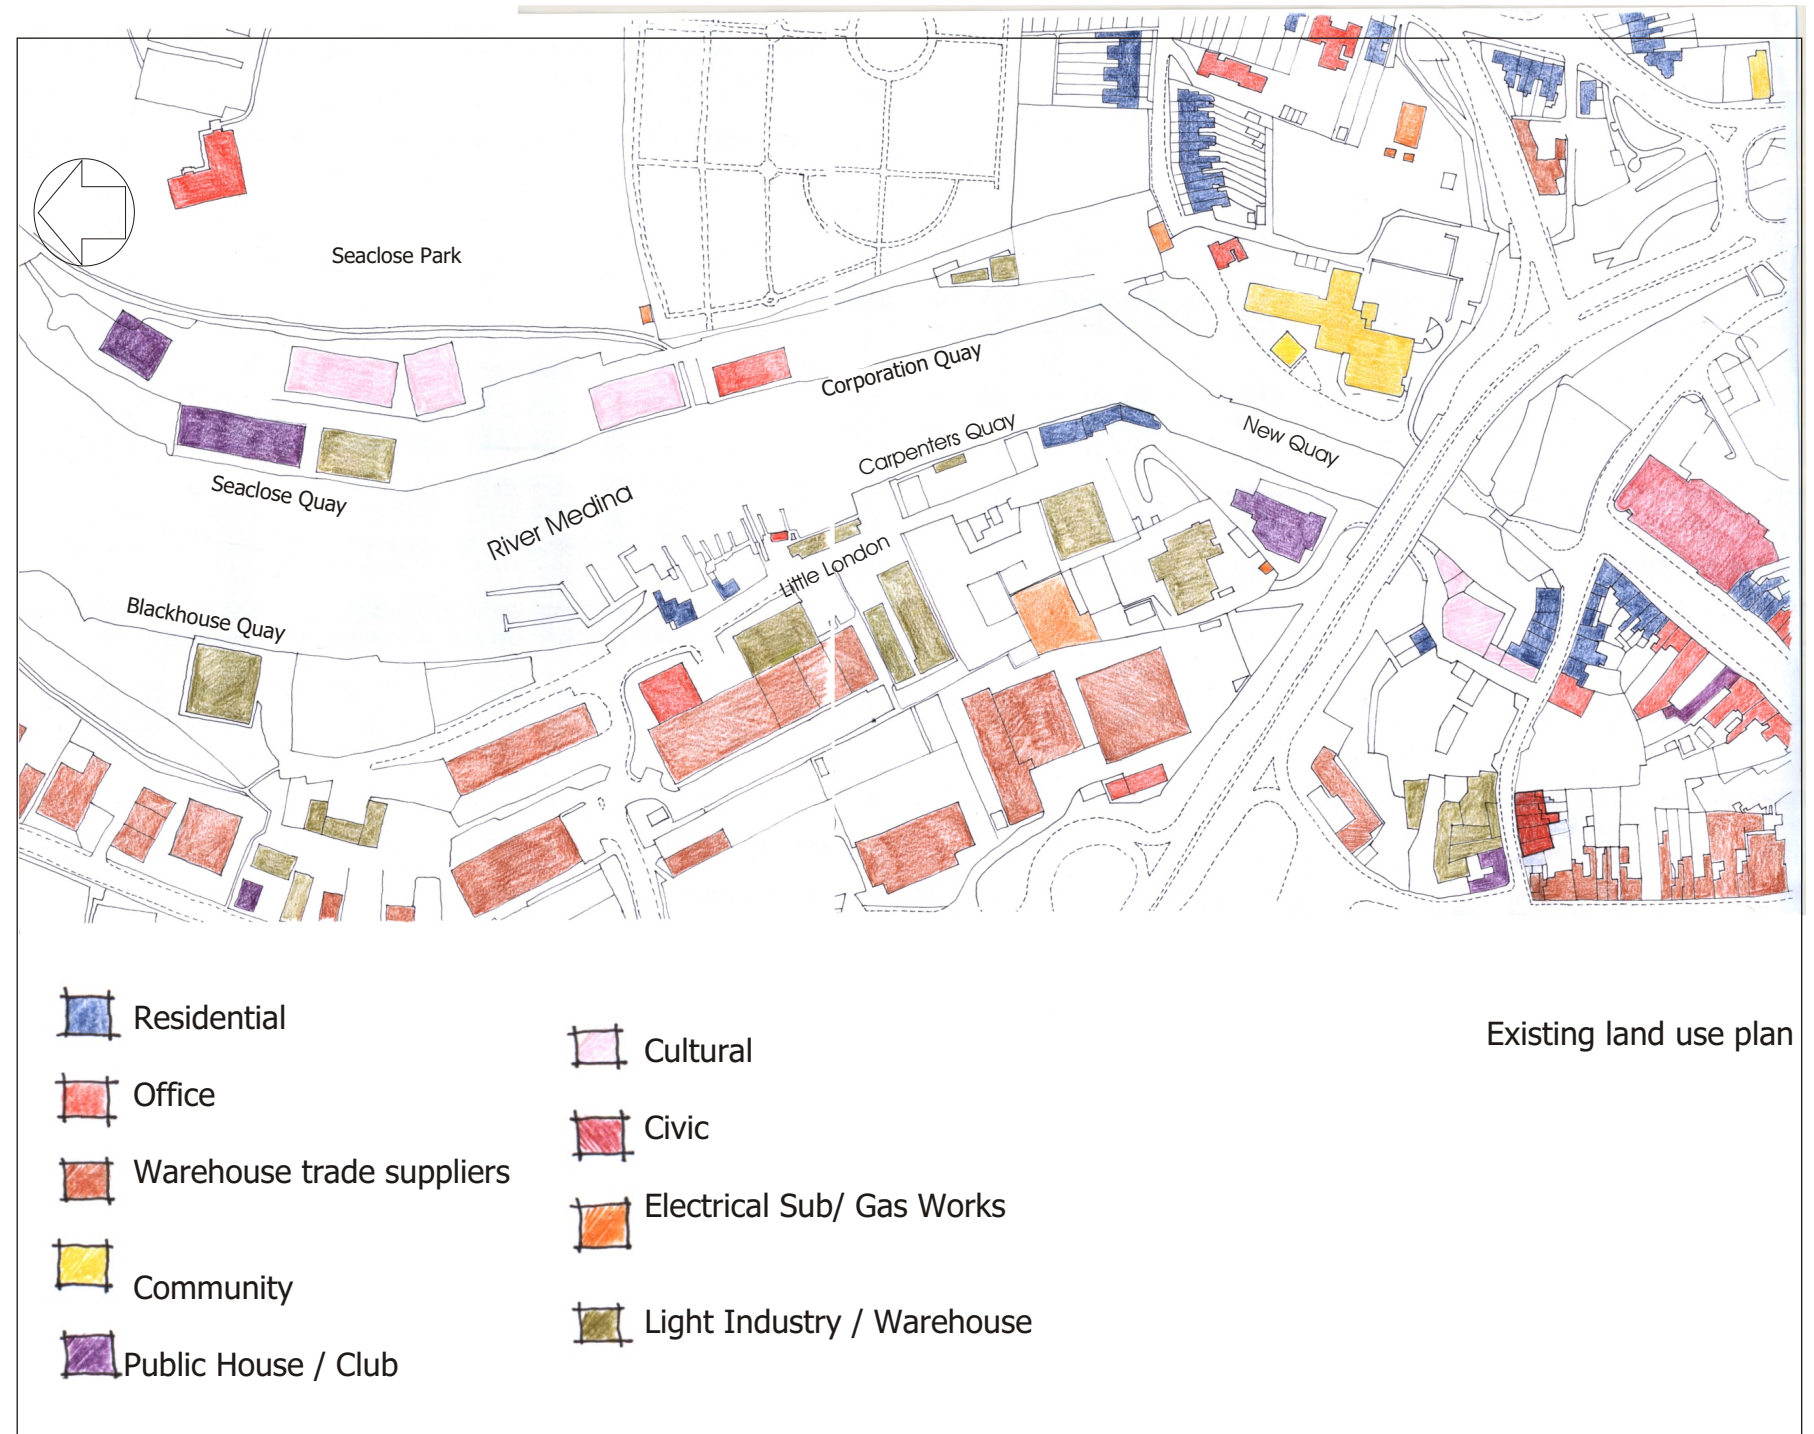 Seaclose Park
Corporation Quay
Carpenters Quay
New Quay
Seaclose Quay
River Medina
Little London
Blackhouse Quay
Residential
Office
Warehouse trade suppliers
Community
Public House / Club
Cultural
Civic
Electrical Sub/ Gas Works
Light Industry / Warehouse
Existing land use plan